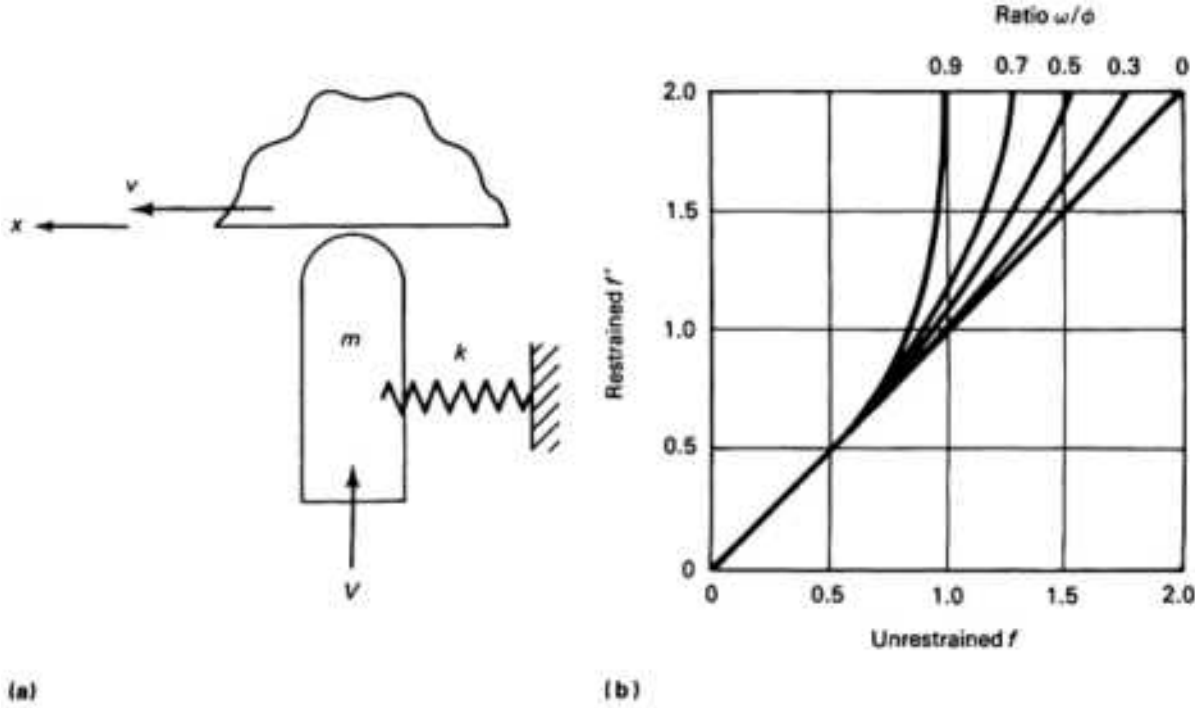 v
x
m
k
V
(a)
Ratio ω/ϕ
0.9 0.7 0.5 0.3 0
2.0
1.5
1.0
0.5
0
Restrained f''
0 0.5 1.0 1.5 2.0
Unrestrained f
(b)